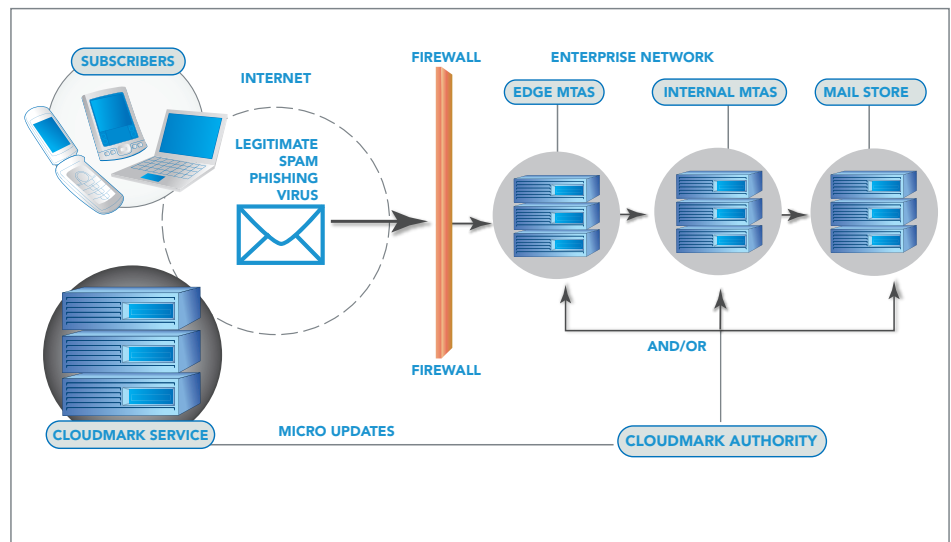 SUBSCRIBERS
INTERNET
FIREWALL
ENTERPRISE NETWORK
EDGE MTAS
INTERNAL MTAS
MAIL STORE
LEGITIMATE
SPAM
PHISHING
VIRUS
AND/OR
FIREWALL
CLOUDMARK SERVICE
MICRO UPDATES
CLOUDMARK AUTHORITY